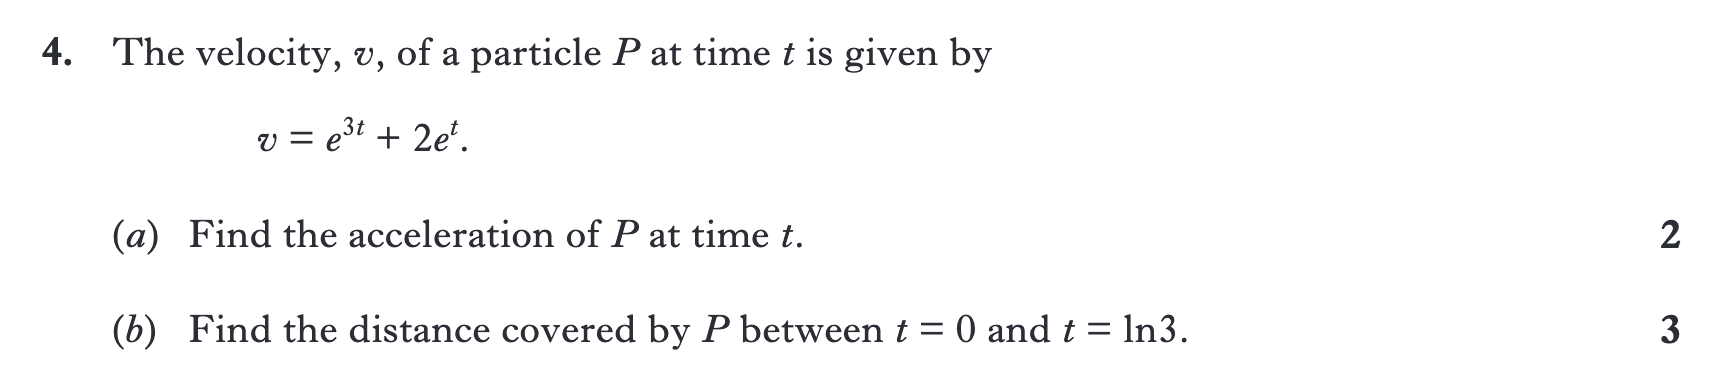 4. The velocity, v, of a particle P at time t is given by
v = e^{3t} + 2e^t.
(a) Find the acceleration of P at time t. 2
(b) Find the distance covered by P between t = 0 and t = ln3. 3